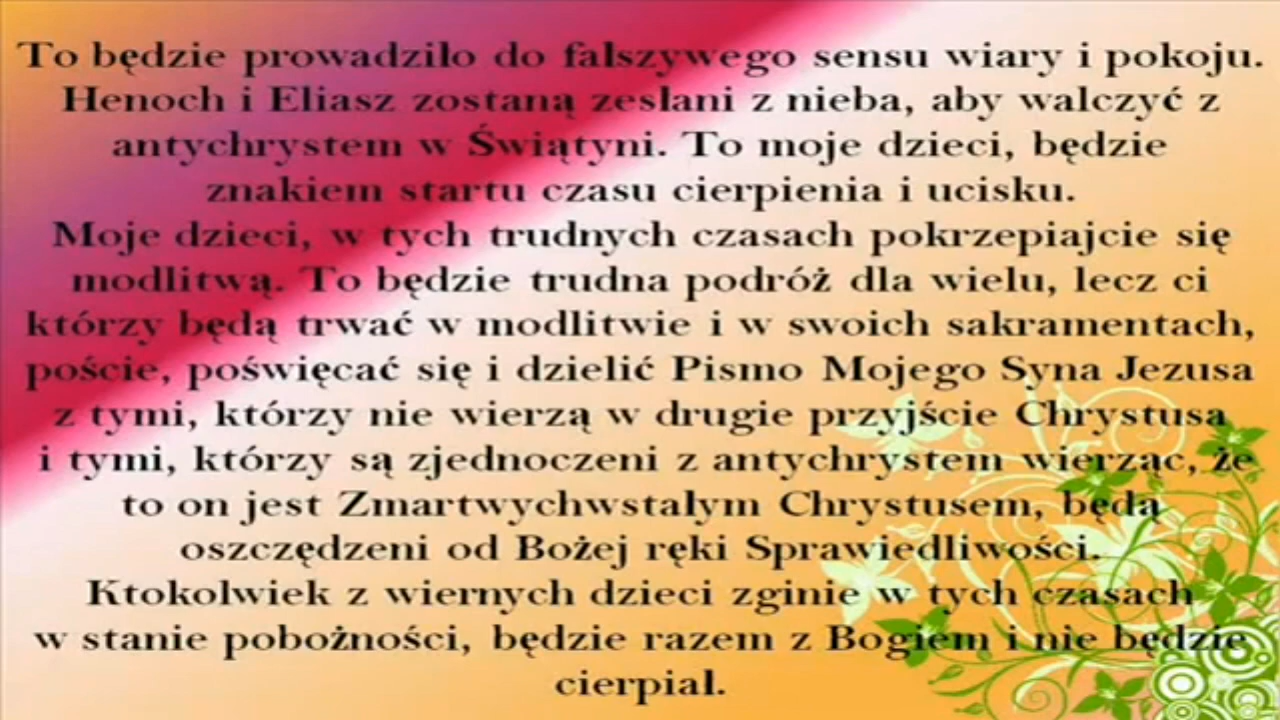 To będzie prowadziło do fałszywego sensu wiary i pokoju.
Henoch i Eliasz zostaną zesłani z nieba, aby walczyć z
antychrystem w Świątyni. To moje dzieci, będzie
znakiem startu czasu cierpienia i ucisku.
Moje dzieci, w tych trudnych czasach pokrzepiajcie się
modlitwą. To będzie trudna podróż dla wielu, lecz ci
którzy będą trwać w modlitwie i w swoich sakramentach,
poście, poświęcać się i dzielić Pismo Mojego Syna Jezusa
z tymi, którzy nie wierzą w drugie przyjście Chrystusa
i tymi, którzy są zjednoczeni z antychrystem wierząc, że
to on jest Zmartwychwstałym Chrystusem, będą
oszczędzeni od Bożej ręki Sprawiedliwości.
Ktokolwiek z wiernych dzieci zginie w tych czasach
w stanie pobożności, będzie razem z Bogiem i nie będzie
cierpiał.